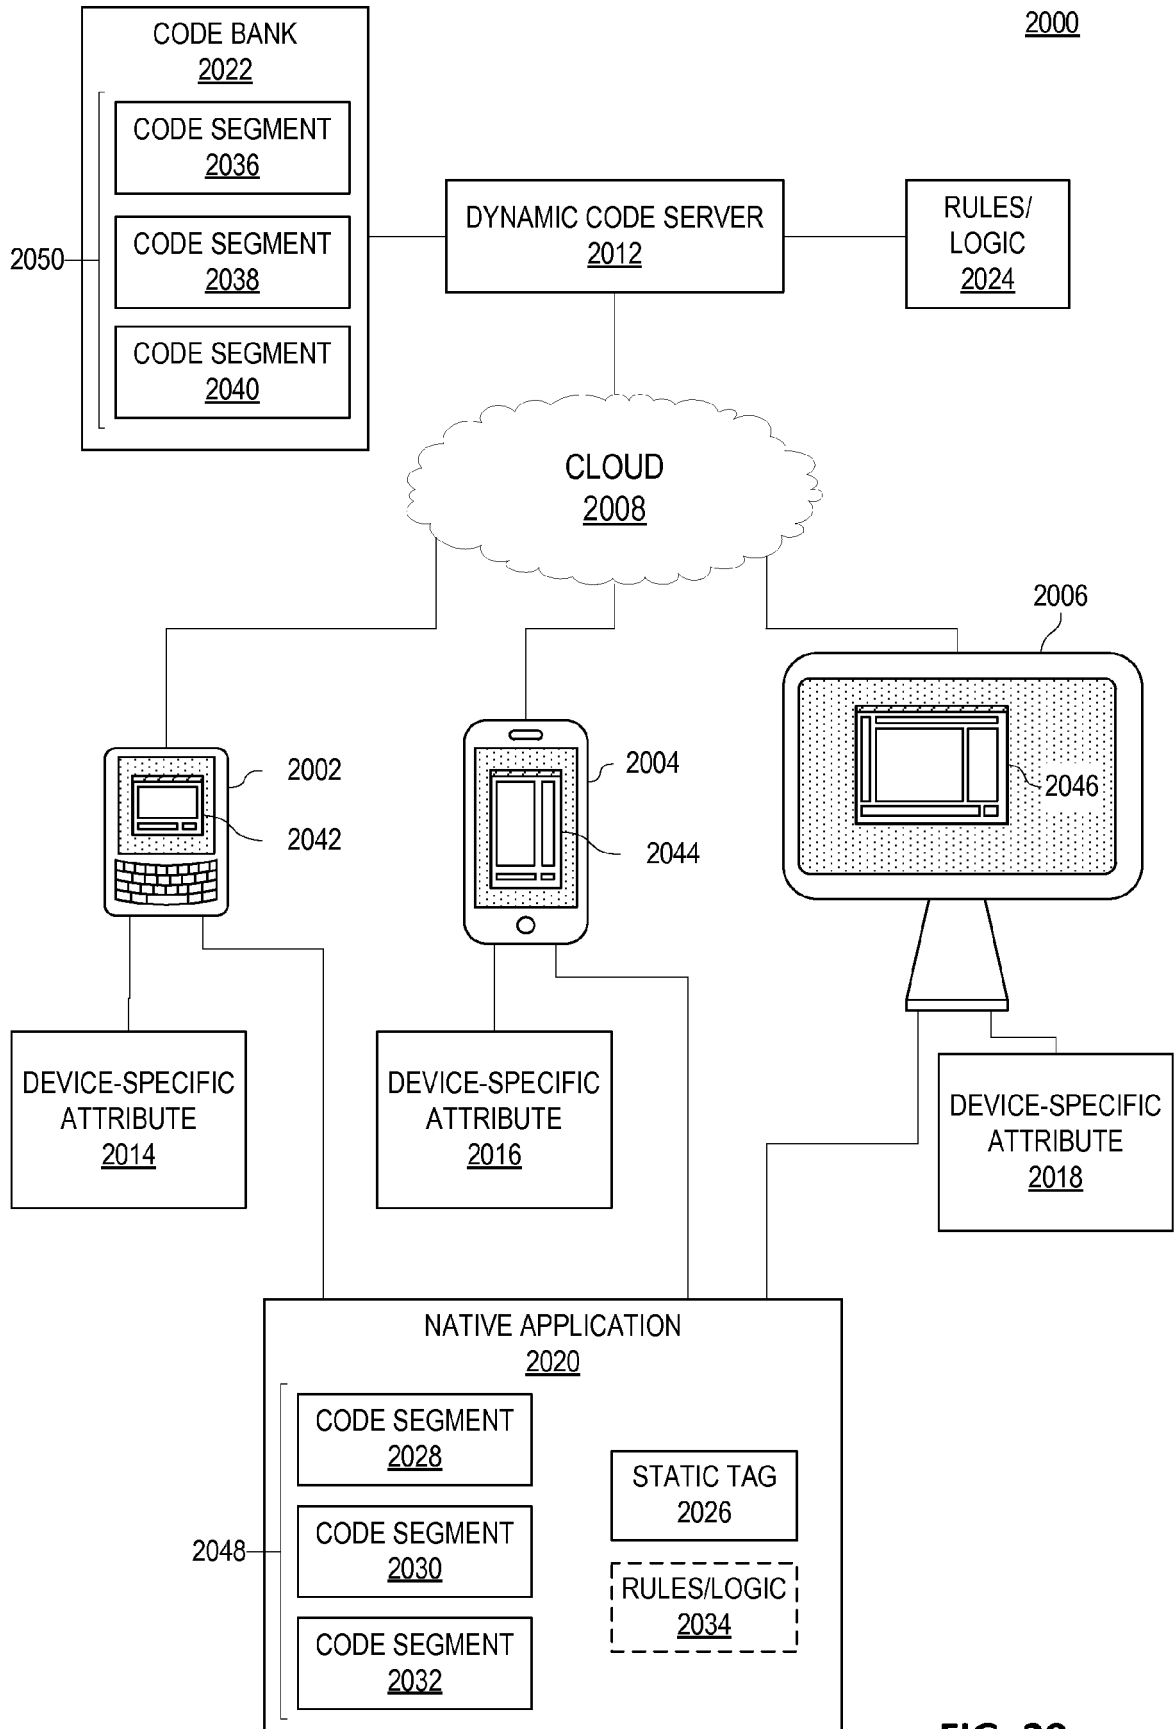 2000
CODE BANK
2022
CODE SEGMENT
2036
CODE SEGMENT
2038
CODE SEGMENT
2040
2050
DYNAMIC CODE SERVER
2012
RULES/
LOGIC
2024
CLOUD
2008
2006
2002
2042
2004
2044
2046
DEVICE-SPECIFIC
ATTRIBUTE
2014
DEVICE-SPECIFIC
ATTRIBUTE
2016
DEVICE-SPECIFIC
ATTRIBUTE
2018
NATIVE APPLICATION
2020
CODE SEGMENT
2028
CODE SEGMENT
2030
CODE SEGMENT
2032
2048
STATIC TAG
2026
RULES/LOGIC
2034